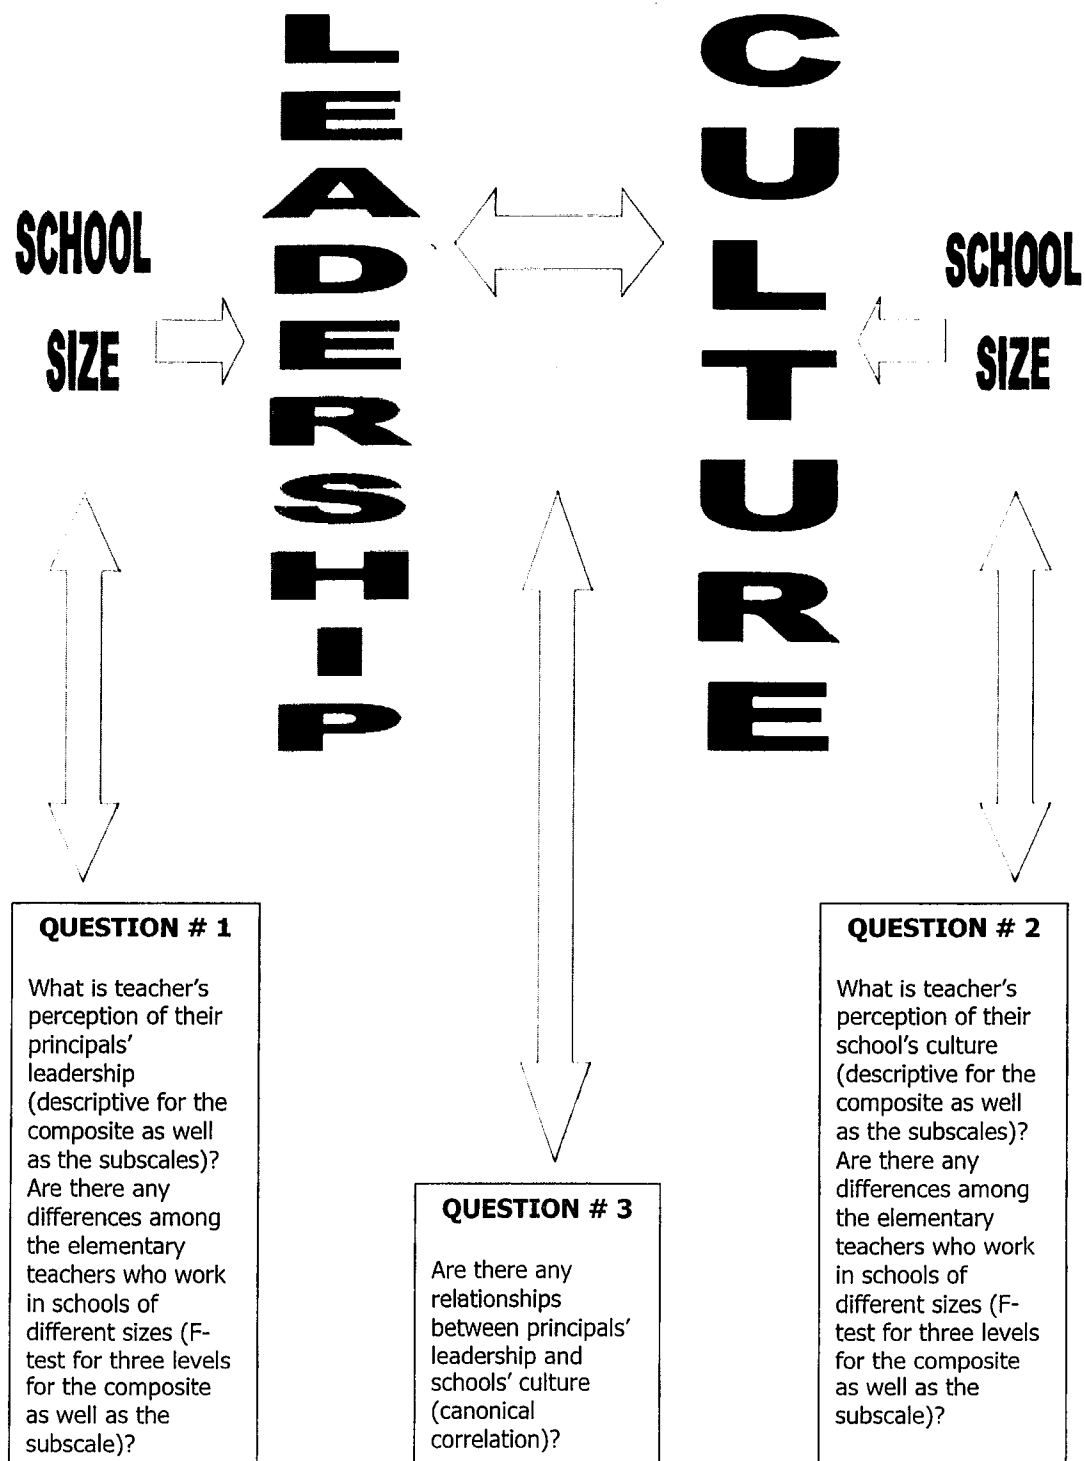 LEADERSHIP
CULTURE
SCHOOL
SIZE
SCHOOL
SIZE
QUESTION # 1
What is teacher's
perception of their
principals'
leadership
(descriptive for the
composite as well
as the subscales)?
Are there any
differences among
the elementary
teachers who work
in schools of
different sizes (F-
test for three levels
for the composite
as well as the
subscale)?
QUESTION # 3
Are there any
relationships
between principals'
leadership and
schools' culture
(canonical
correlation)?
QUESTION # 2
What is teacher's
perception of their
school's culture
(descriptive for the
composite as well
as the subscales)?
Are there any
differences among
the elementary
teachers who work
in schools of
different sizes (F-
test for three levels
for the composite
as well as the
subscale)?